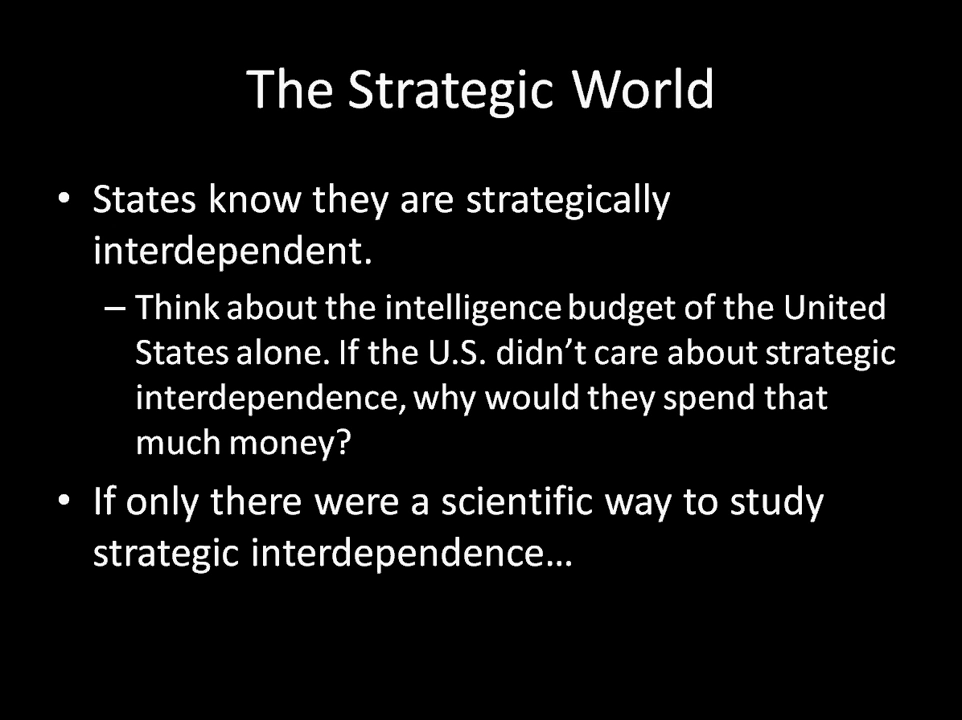 The Strategic World
• States know they are strategically
interdependent.
– Think about the intelligence budget of the United
States alone. If the U.S. didn’t care about strategic
interdependence, why would they spend that
much money?
• If only there were a scientific way to study
strategic interdependence…